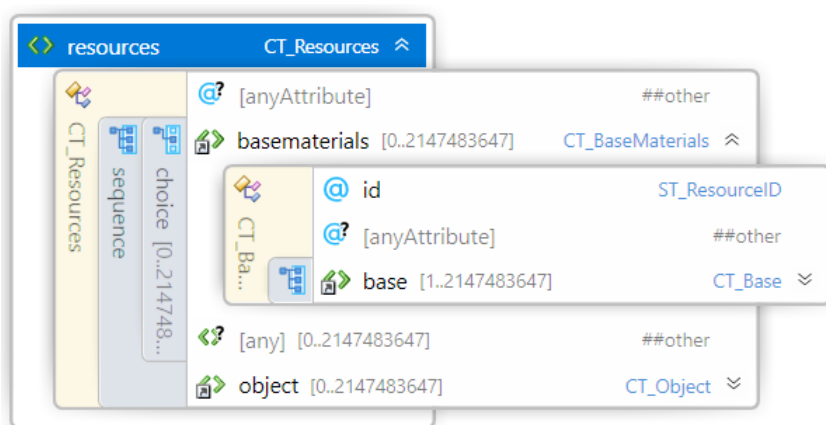 resources CT_Resources
CT_Resources
sequence
choice [0..214748...
[anyAttribute] ##other
basematerials [0..2147483647] CT_BaseMaterials
CT_Ba...
id ST_ResourceID
[anyAttribute] ##other
base [1..2147483647] CT_Base
[any] [0..2147483647] ##other
object [0..2147483647] CT_Object